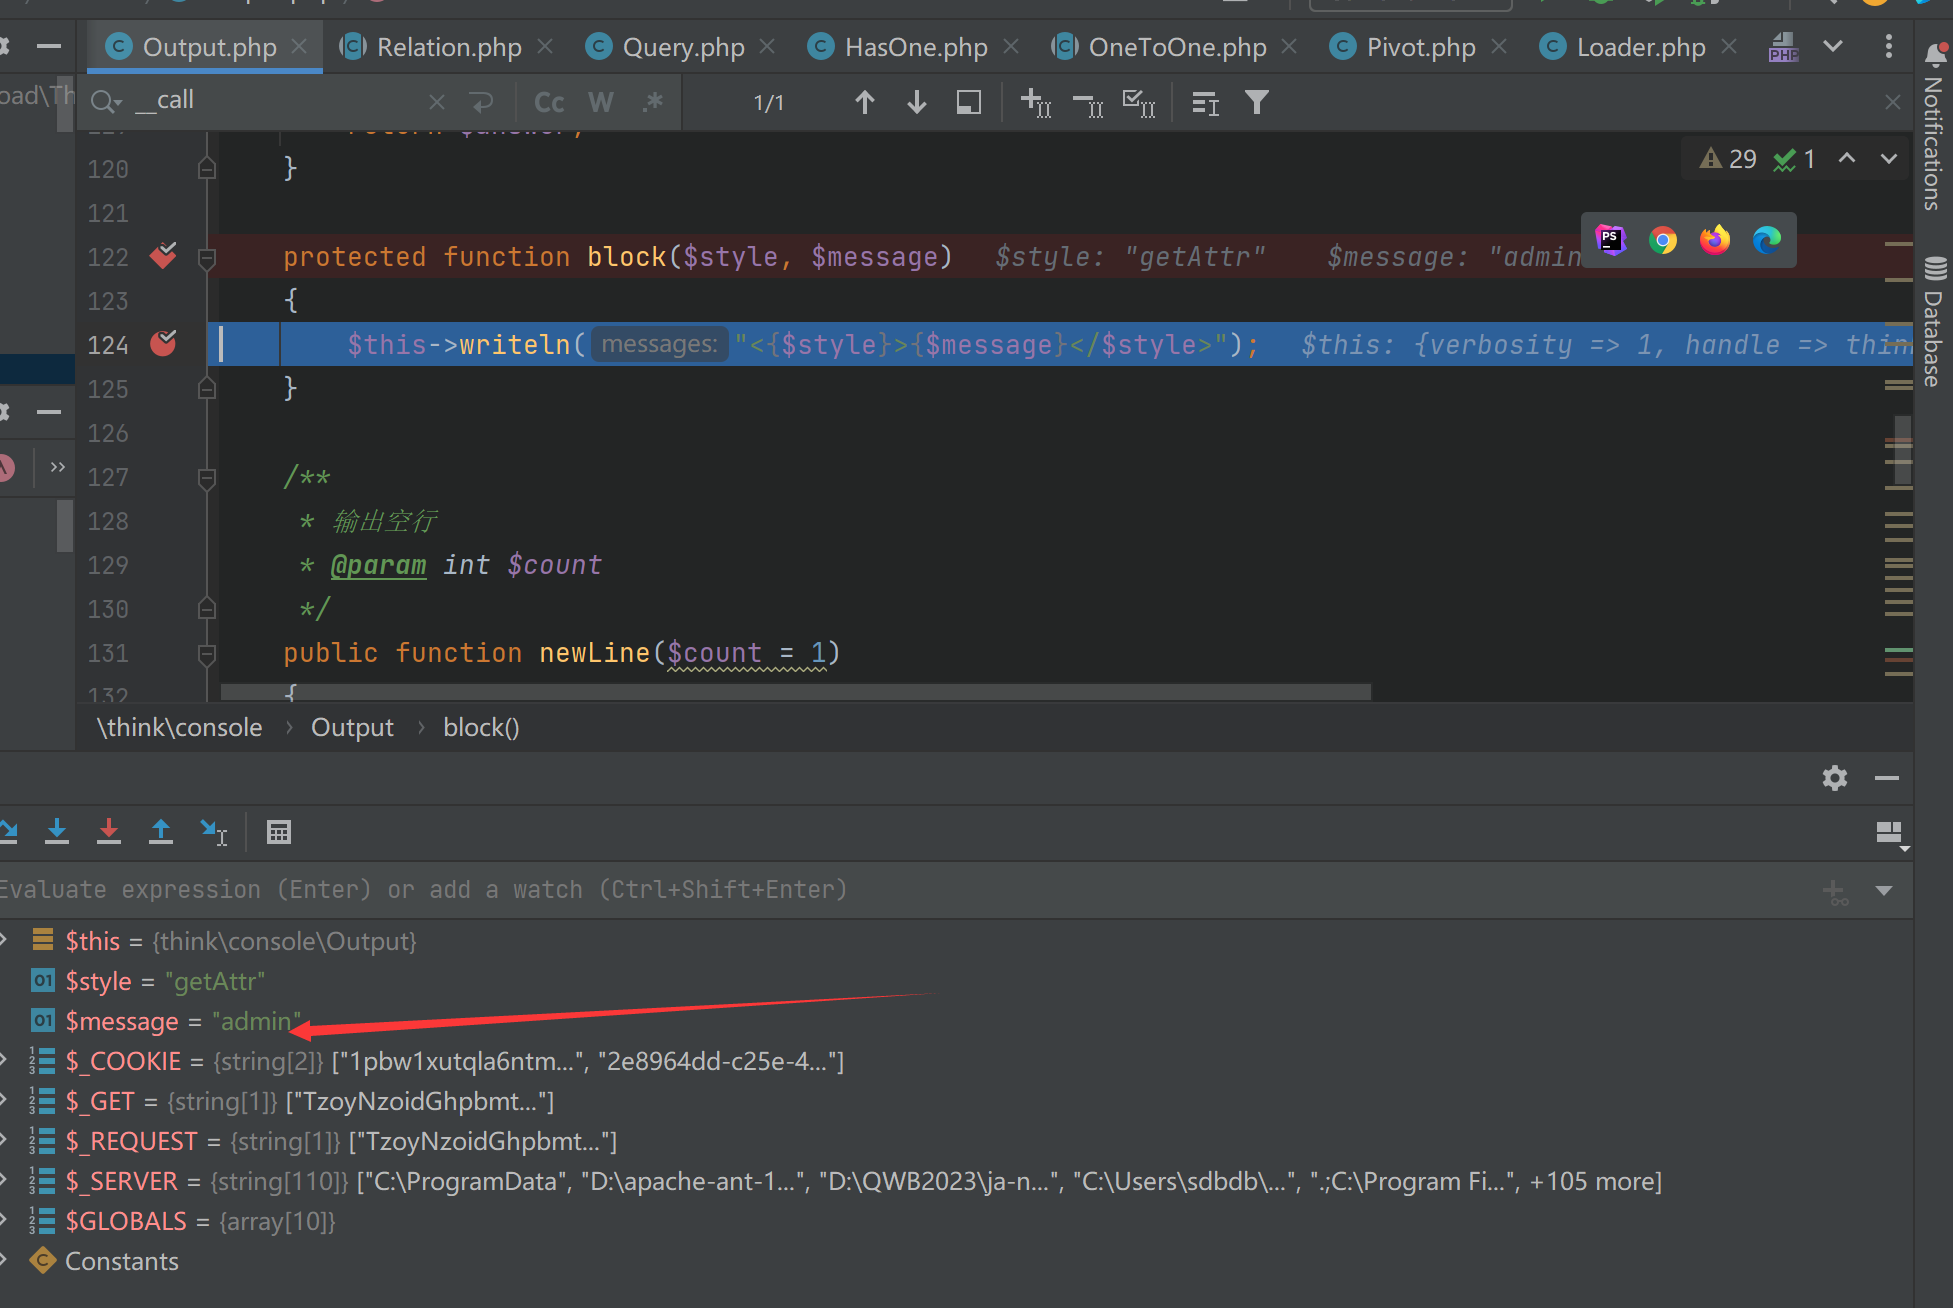 Output.php Relation.php Query.php HasOne.php OneToOne.php Pivot.php Loader.php PHP
oad\Th
__call Cc W .* 1/1
120 }
29 1
121
122 protected function block($style, $message) $style: "getAttr" $message: "admin
123 {
124 $this->writeln( messages: "<{$style}>{$message}</$style>"); $this: {verbosity => 1, handle => thin
125 }
126
127 /**
128 * 输出空行
129 * @param int $count
130 */
131 public function newLine($count = 1)
132 {
\think\console › Output › block()
Notifications
Database
Evaluate expression (Enter) or add a watch (Ctrl+Shift+Enter)
$this = {think\console\Output}
$style = "getAttr"
$message = "admin"
$_COOKIE = {string[2]} ["1pbw1xutqla6ntm...", "2e8964dd-c25e-4..."]
$_GET = {string[1]} ["TzoyNzoidGhpbmt..."]
$_REQUEST = {string[1]} ["TzoyNzoidGhpbmt..."]
$_SERVER = {string[110]} ["C:\ProgramData", "D:\apache-ant-1...", "D:\QWB2023\ja-n...", "C:\Users\sdbdb\...", ".;C:\Program Fi...", +105 more]
$GLOBALS = {array[10]}
Constants